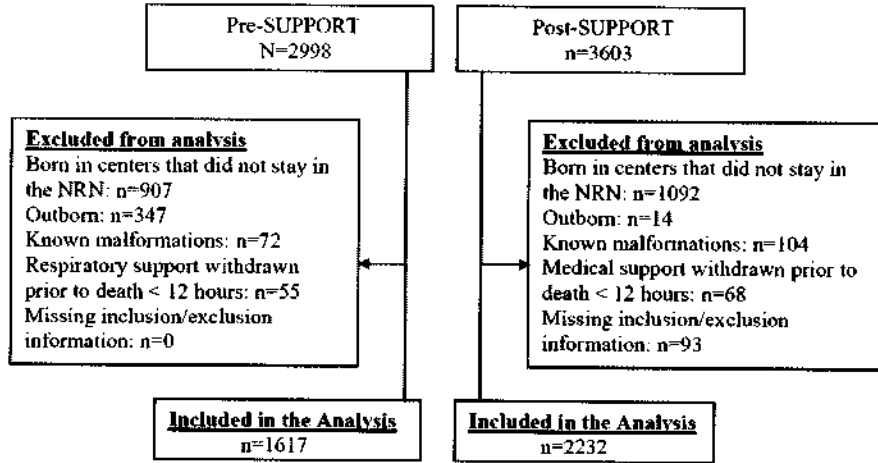 Pre-SUPPORT
N=2998
Post-SUPPORT
n=3603
Excluded from analysis
Born in centers that did not stay in
the NRN: n=907
Outborn: n=347
Known malformations: n=72
Respiratory support withdrawn
prior to death < 12 hours: n=55
Missing inclusion/exclusion
information: n=0
Excluded from analysis
Born in centers that did not stay in
the NRN: n=1092
Outborn: n=14
Known malformations: n=104
Medical support withdrawn prior
to death < 12 hours: n=68
Missing inclusion/exclusion
information: n=93
Included in the Analysis
n=1617
Included in the Analysis
n=2232